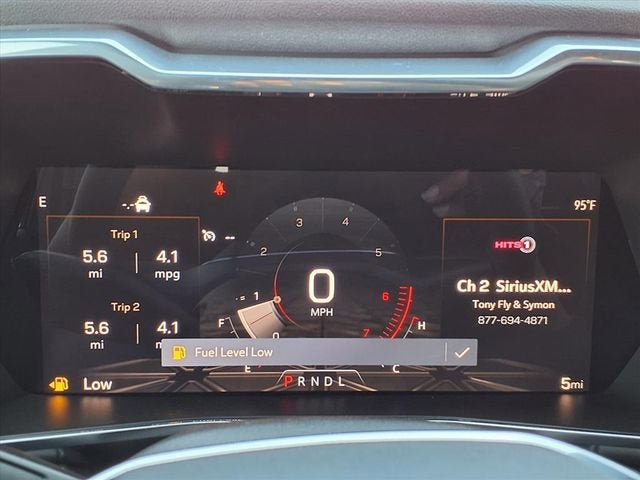 E
95°F
-.-
Trip 1
5.6 mi | 4.1 mpg
--
HITS 1
Ch 2 SiriusXM...
Tony Fly & Symon
877-694-4871
Trip 2
5.6 mi | 4.1
0 1 2 3 4 5 6 7
0
MPH
F
H
Fuel Level Low
E
C
Low
PRNDL
5mi